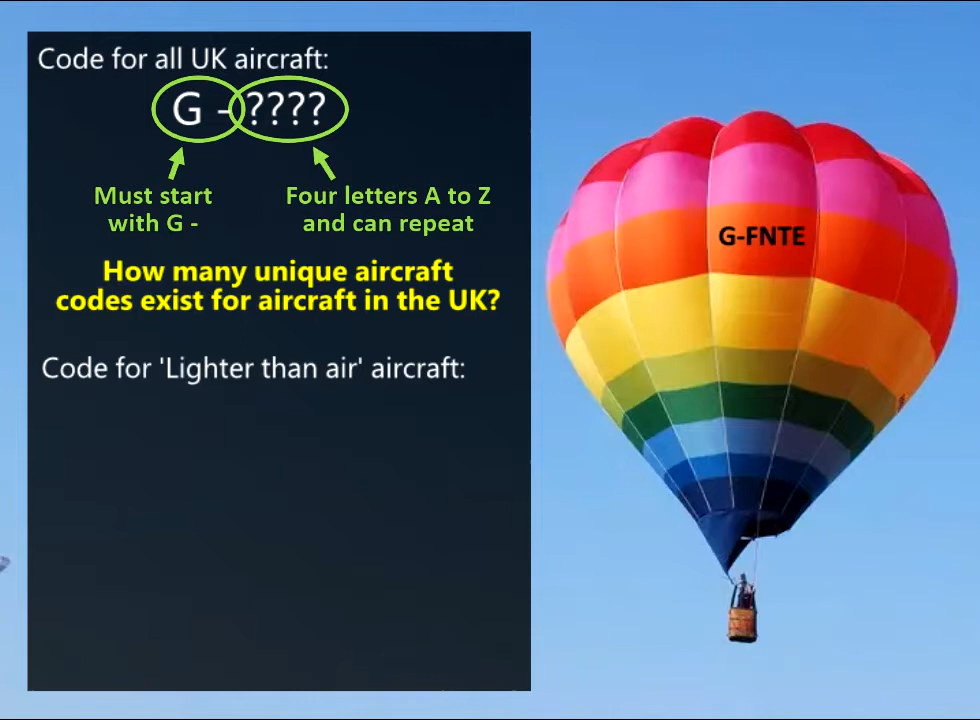 Code for all UK aircraft:
G - ????
Must start
with G -
Four letters A to Z
and can repeat
How many unique aircraft
codes exist for aircraft in the UK?
Code for 'Lighter than air' aircraft:
G-FNTE